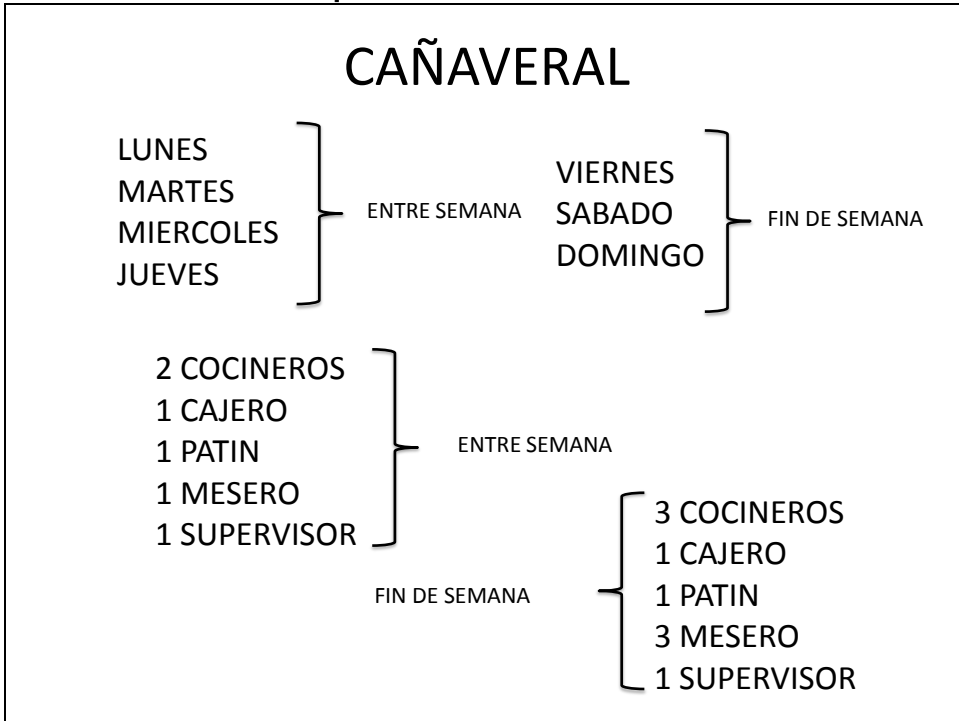 CAÑAVERAL
LUNES
MARTES
MIERCOLES
JUEVES
ENTRE SEMANA
VIERNES
SABADO
DOMINGO
FIN DE SEMANA
2 COCINEROS
1 CAJERO
1 PATIN
1 MESERO
1 SUPERVISOR
ENTRE SEMANA
FIN DE SEMANA
3 COCINEROS
1 CAJERO
1 PATIN
3 MESERO
1 SUPERVISOR